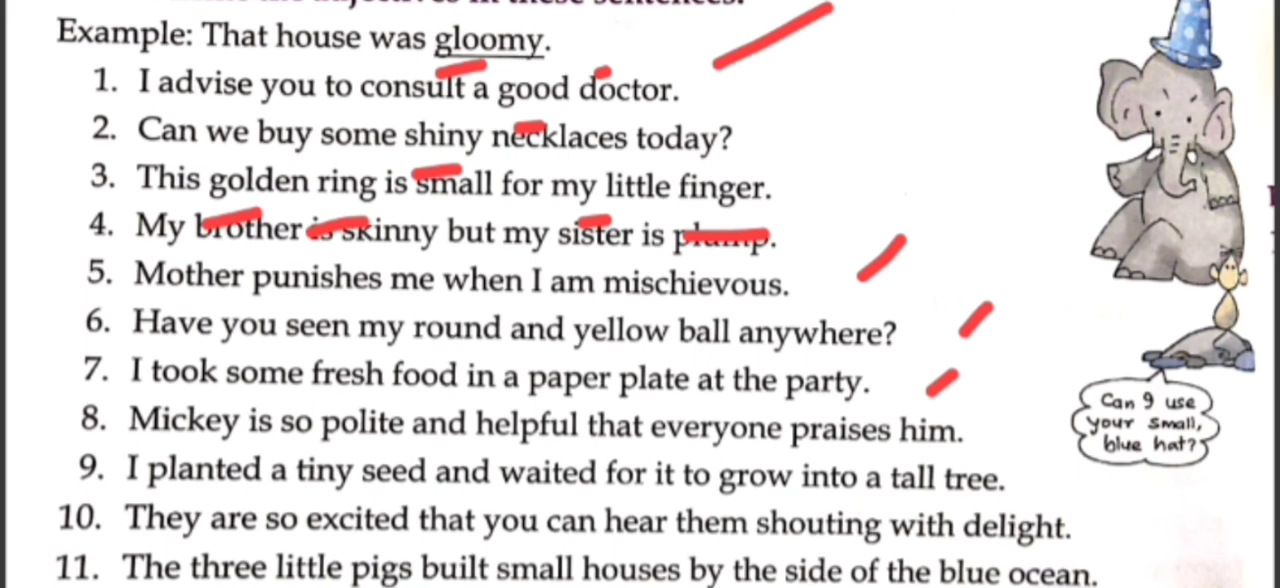 Example: That house was gloomy.
1. I advise you to consult a good doctor.
2. Can we buy some shiny necklaces today?
3. This golden ring is small for my little finger.
4. My brother is skinny but my sister is plump.
5. Mother punishes me when I am mischievous.
6. Have you seen my round and yellow ball anywhere?
7. I took some fresh food in a paper plate at the party.
8. Mickey is so polite and helpful that everyone praises him.
9. I planted a tiny seed and waited for it to grow into a tall tree.
10. They are so excited that you can hear them shouting with delight.
11. The three little pigs built small houses by the side of the blue ocean.
Can I use
your small,
blue hat?